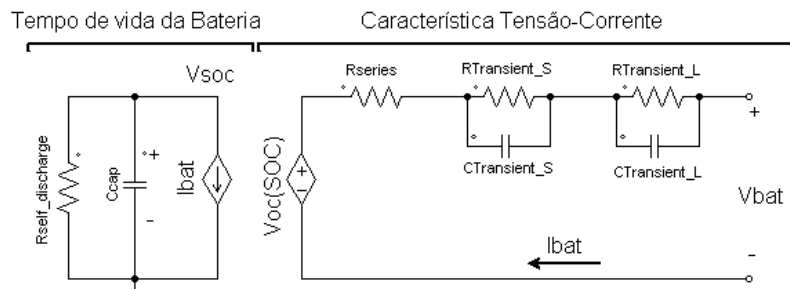 Tempo de vida da Bateria
Característica Tensão-Corrente
Vsoc
Rself_discharge
Ccap
+
-
Ibat
Voc(SOC)
+
-
Rseries
RTransient_S
CTransient_S
RTransient_L
CTransient_L
+
Vbat
-
Ibat